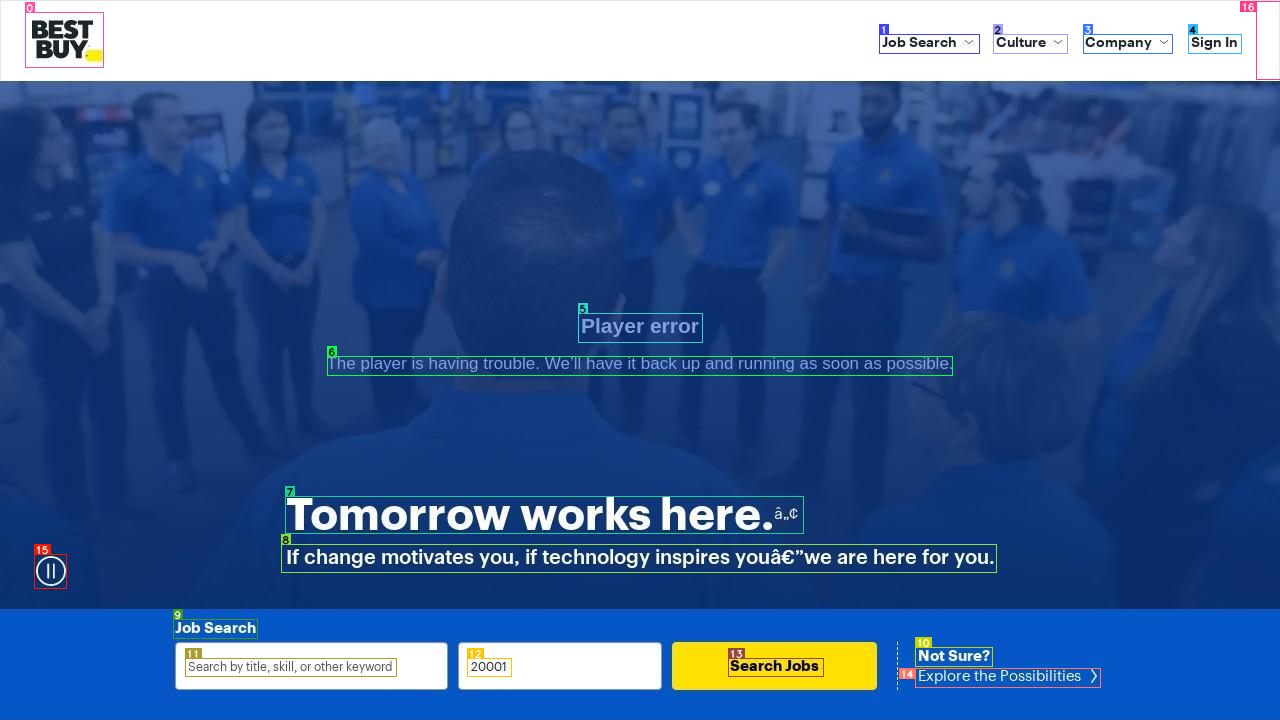 BEST
BUY
Job Search
Culture
Company
Sign In
Player error
The player is having trouble. We'll have it back up and running as soon as possible.
Tomorrow works here.â„¢
If change motivates you, if technology inspires youâ€”we are here for you.
Job Search
Search by title, skill, or other keyword
20001
Search Jobs
Not Sure?
Explore the Possibilities
0
1
2
3
4
5
6
7
8
9
10
11
12
13
14
15
16